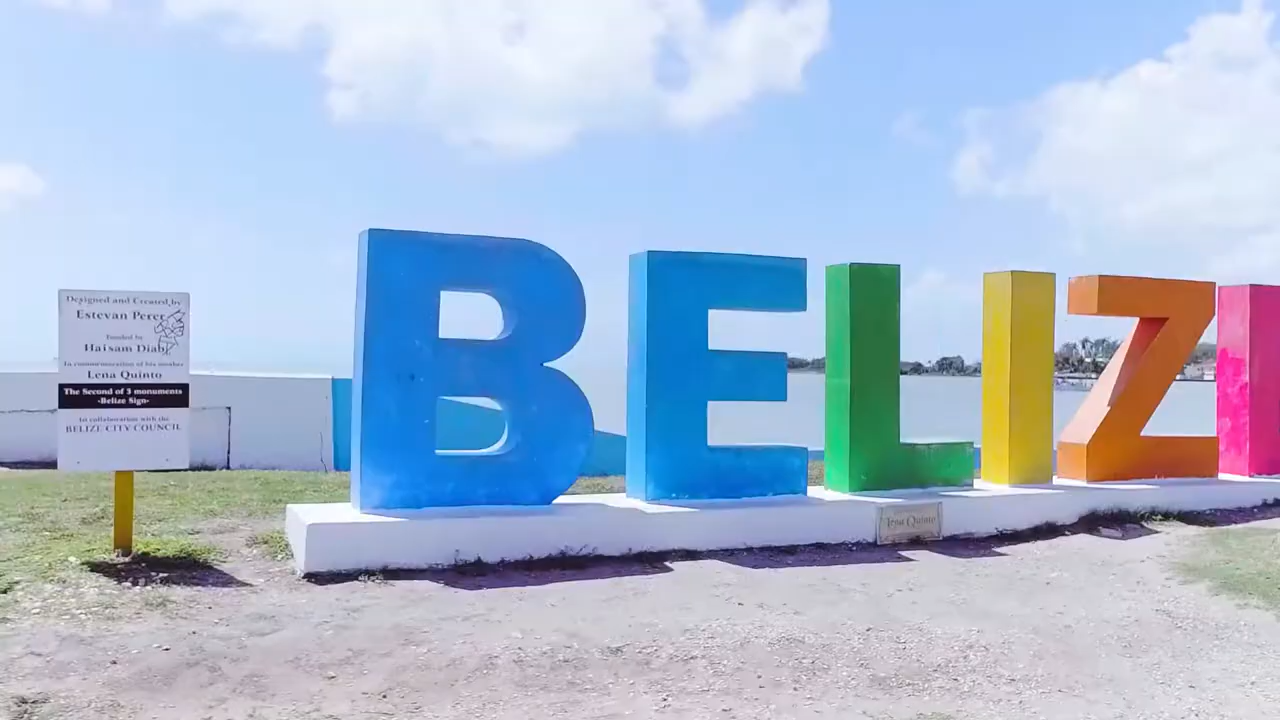 Designed and Created by
Estevan Perez
Funded by
Haisam Diab
In commemoration of his mother
Lena Quinto
The Second of 3 monuments
-Belize Sign-
In collaboration with the
BELIZE CITY COUNCIL
BELIZ
Lena Quinto